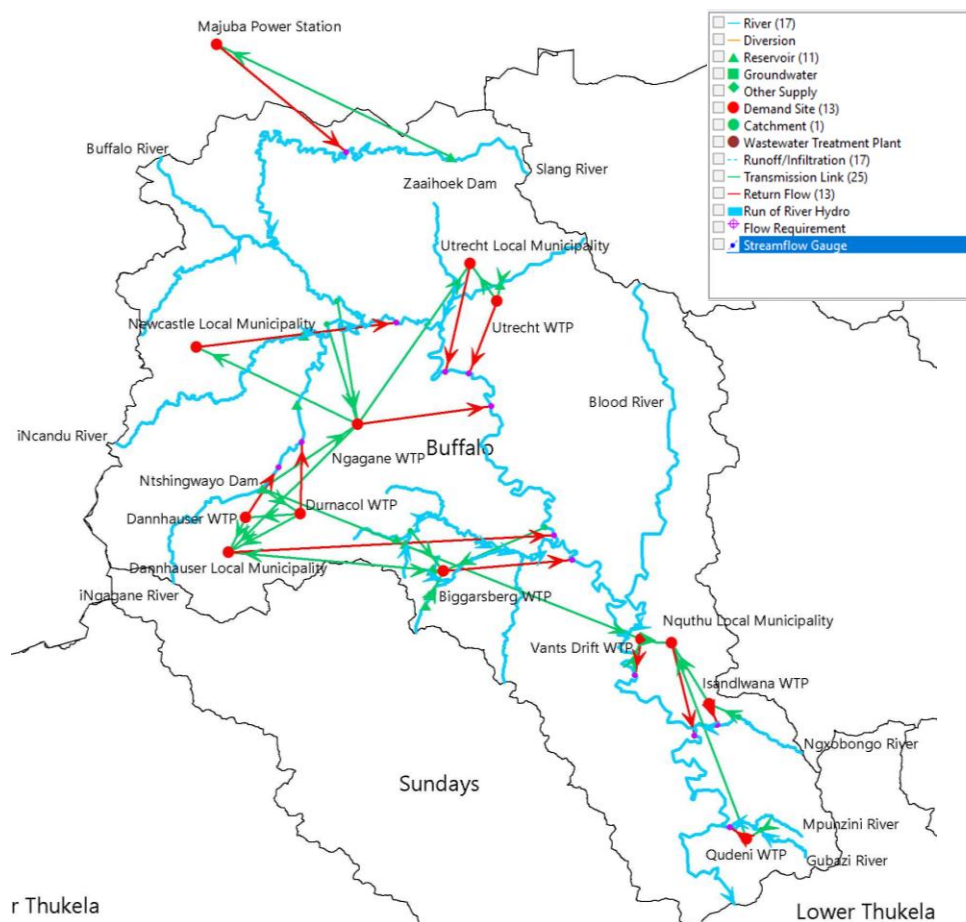 Majuba Power Station
River (17)
Diversion
Reservoir (11)
Groundwater
Other Supply
Demand Site (13)
Catchment (1)
Wastewater Treatment Plant
Runoff/Infiltration (17)
Transmission Link (25)
Return Flow (13)
Run of River Hydro
Flow Requirement
Streamflow Gauge
Buffalo River
Zaaihoek Dam
Slang River
Utrecht Local Municipality
Newcastle Local Municipality
Utrecht WTP
Blood River
iNcandu River
Buffalo
Ngagane WTP
Ntshingwayo Dam
Durnacol WTP
Dannhauser WTP
Dannhauser Local Municipality
iNgagane River
Biggarsberg WTP
Nquthu Local Municipality
Vants Drift WTP
Isandlwana WTP
Ngxobongo River
Sundays
Mpunzini River
Qudeni WTP
Gubazi River
r Thukela
Lower Thukela